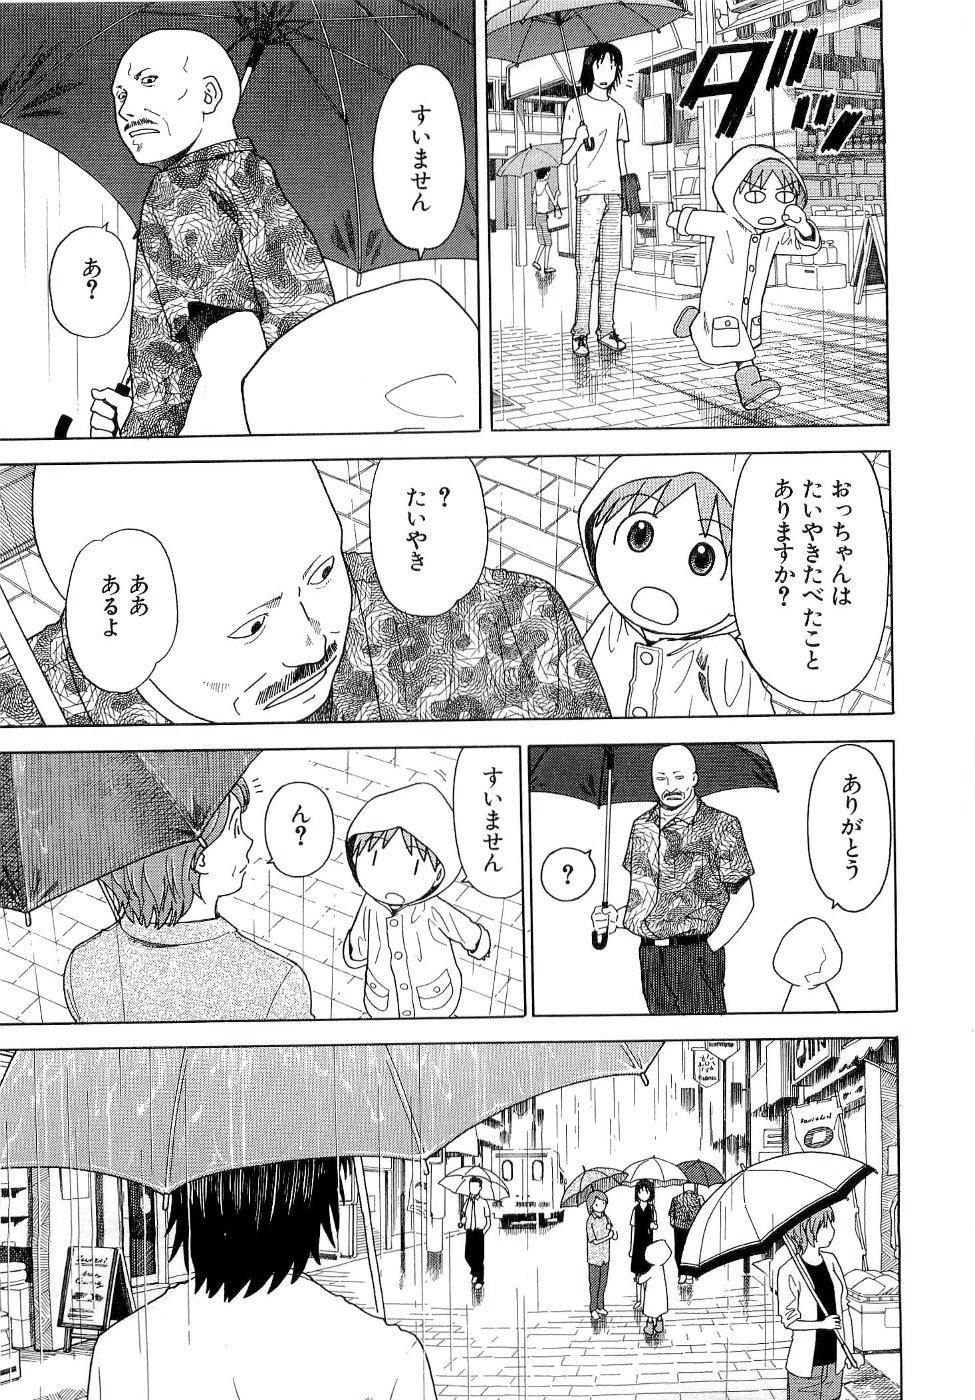 ダッ
すいません
あ?
おっちゃんは
たいやきたべたこと
ありますか?
?
たいやき
ああ
あるよ
ありがとう
?
すいません
ん?